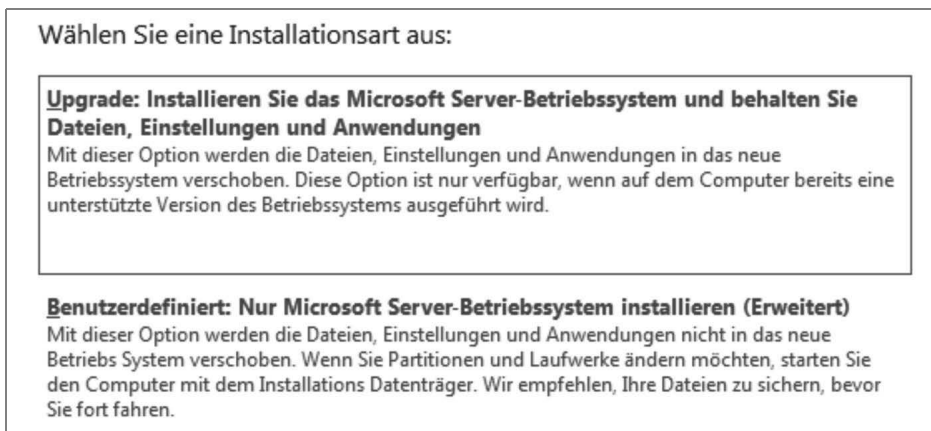 Wählen Sie eine Installationsart aus:
Upgrade: Installieren Sie das Microsoft Server-Betriebssystem und behalten Sie
Dateien, Einstellungen und Anwendungen
Mit dieser Option werden die Dateien, Einstellungen und Anwendungen in das neue
Betriebssystem verschoben. Diese Option ist nur verfügbar, wenn auf dem Computer bereits eine
unterstützte Version des Betriebssystems ausgeführt wird.
Benutzerdefiniert: Nur Microsoft Server-Betriebssystem installieren (Erweitert)
Mit dieser Option werden die Dateien, Einstellungen und Anwendungen nicht in das neue
Betriebs System verschoben. Wenn Sie Partitionen und Laufwerke ändern möchten, starten Sie
den Computer mit dem Installations Datenträger. Wir empfehlen, Ihre Dateien zu sichern, bevor
Sie fort fahren.